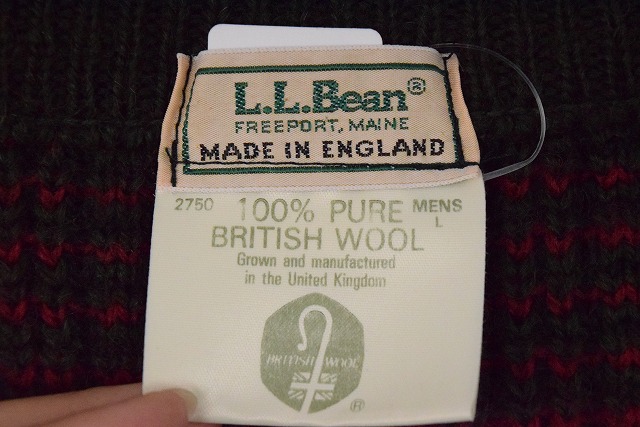 L.L.Bean®
FREEPORT, MAINE
MADE IN ENGLAND
2750 100% PURE MENS
L
BRITISH WOOL
Grown and manufactured
in the United Kingdom
BRITISH WOOL
®